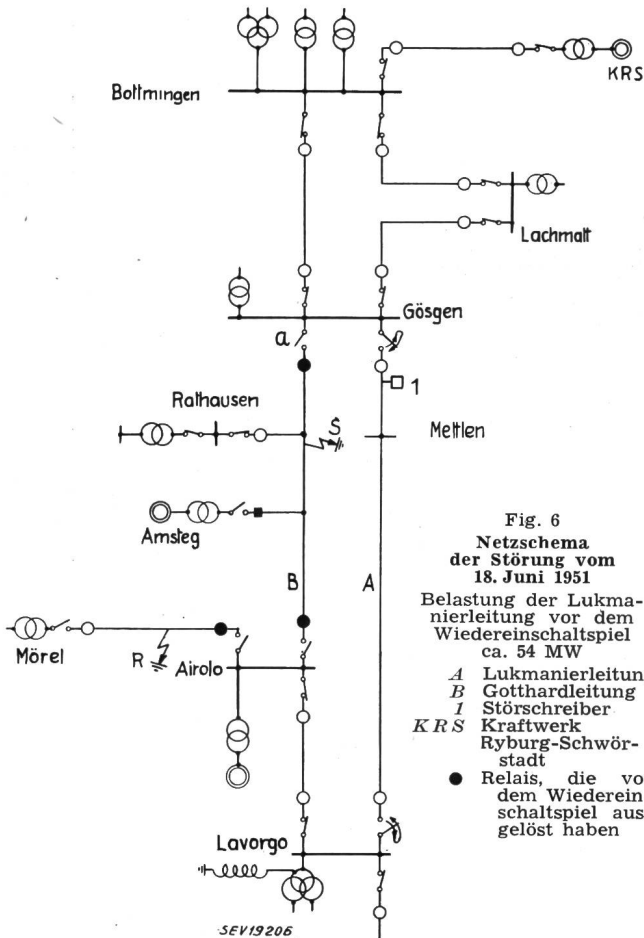 Bottmingen
KRS
Lachmatt
Gösgen
a
1
Rathausen
S
Mettlen
Amsteg
B
A
Mörel
R
Airolo
Lavorgo
SEV19206
Fig. 6
Netzschema
der Störung vom
18. Juni 1951
Belastung der Lukma-
nierleitung vor dem
Wiedereinschaltspiel
ca. 54 MW
A Lukmanierleitun
B Gotthardleitung
1 Störschreiber
KRS Kraftwerk
Ryburg-Schwör-
stadt
● Relais, die vo
dem Wiederein
schaltspiel aus
gelöst haben